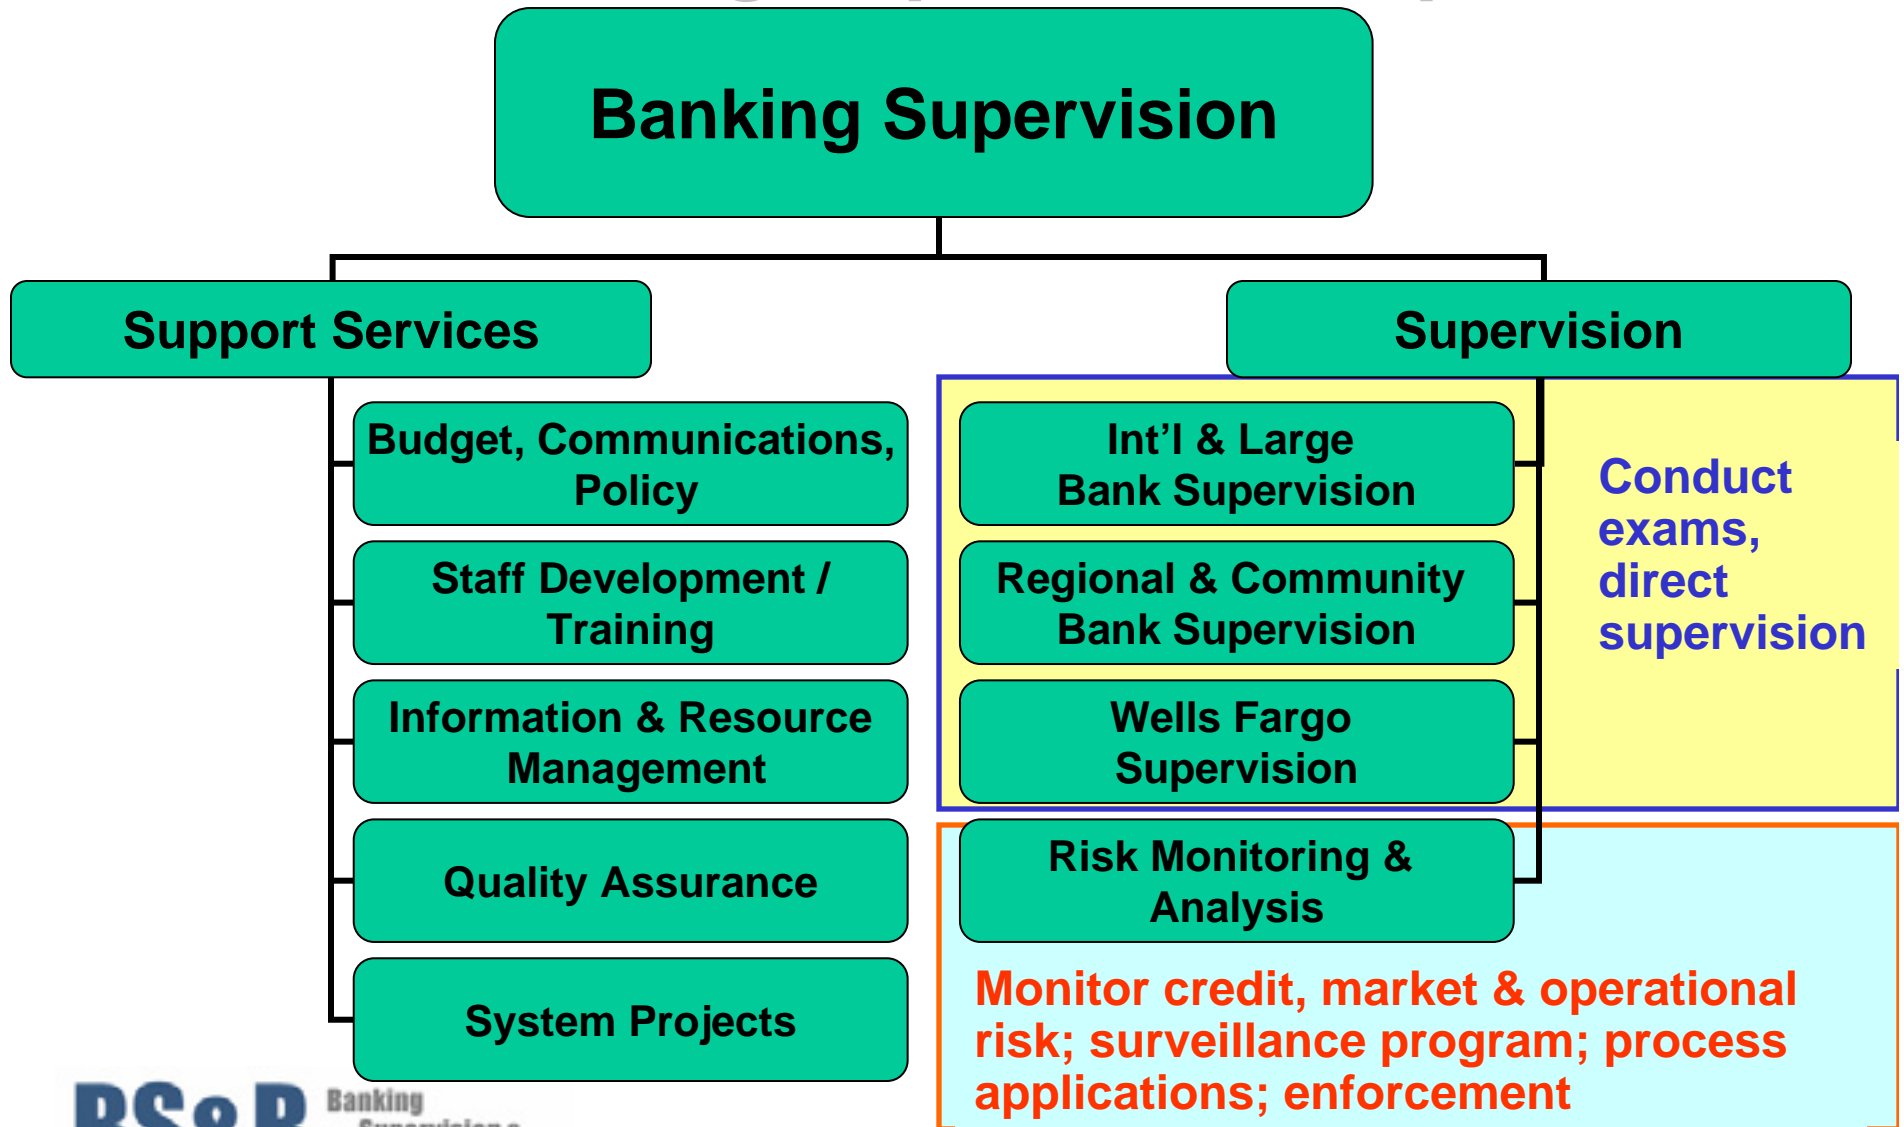 Banking Supervision
Support Services
Supervision
Budget, Communications,
Policy
Staff Development /
Training
Information & Resource
Management
Quality Assurance
System Projects
Int’l & Large
Bank Supervision
Regional & Community
Bank Supervision
Wells Fargo
Supervision
Risk Monitoring &
Analysis
Conduct
exams,
direct
supervision
Monitor credit, market & operational
risk; surveillance program; process
applications; enforcement
BS&R
Banking
Supervision &